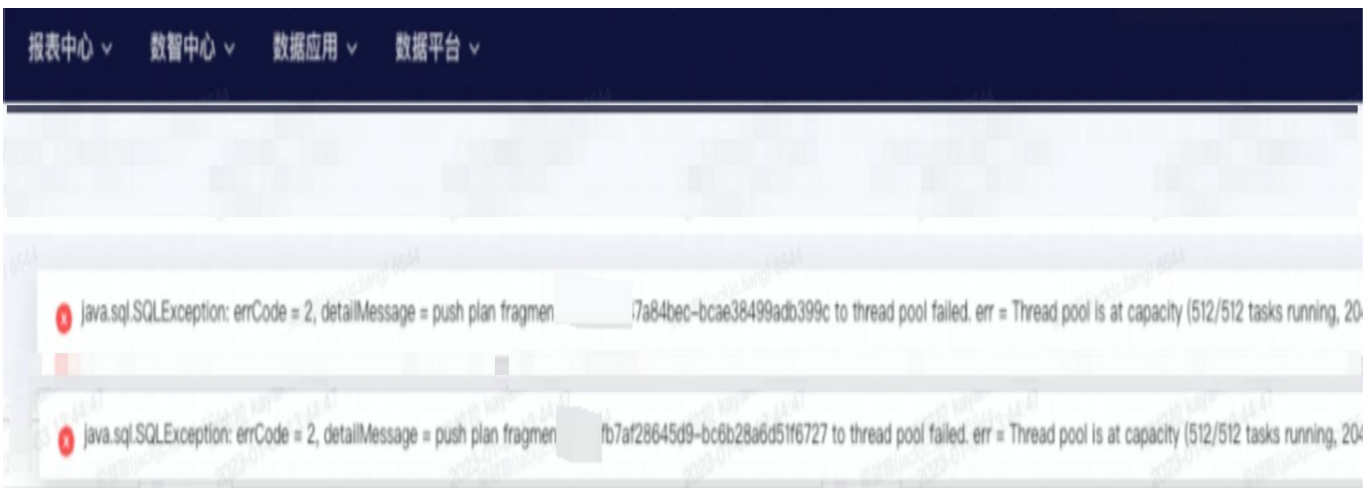 报表中心 数智中心 数据应用 数据平台
java.sql.SQLException: errCode = 2, detailMessage = push plan fragmen 7a84bec-bcae38499adb399c to thread pool failed. err = Thread pool is at capacity (512/512 tasks running, 204
java.sql.SQLException: errCode = 2, detailMessage = push plan fragmen fb7af28645d9-bc6b28a6d51f6727 to thread pool failed. err = Thread pool is at capacity (512/512 tasks running, 204